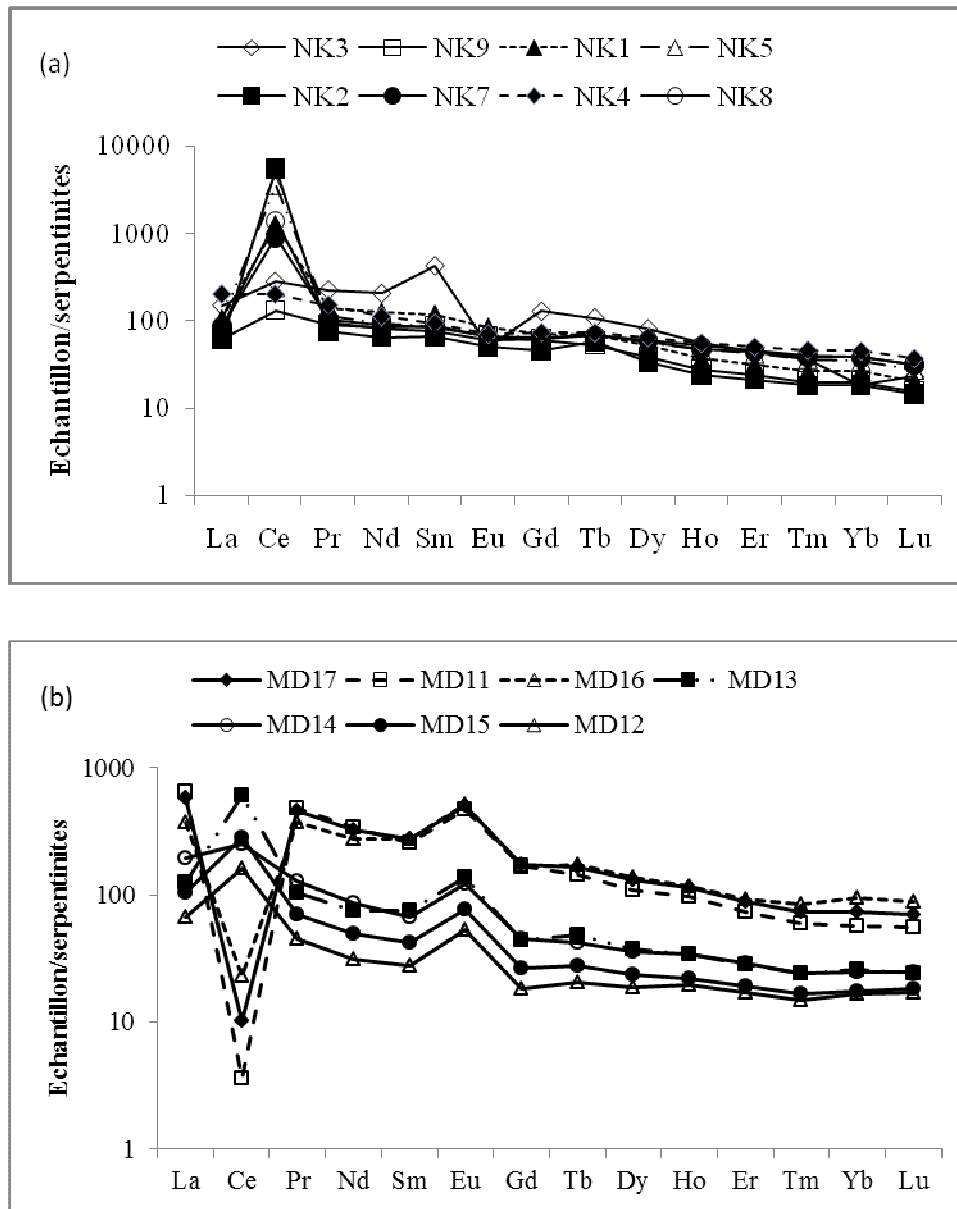 (a)
NK3 NK9 NK1 NK5
NK2 NK7 NK4 NK8
10000
1000
100
10
1
Echantillon/serpentinites
La Ce Pr Nd Sm Eu Gd Tb Dy Ho Er Tm Yb Lu
(b)
MD17 MD11 MD16 MD13
MD14 MD15 MD12
1000
100
10
1
Echantillon/serpentinites
La Ce Pr Nd Sm Eu Gd Tb Dy Ho Er Tm Yb Lu